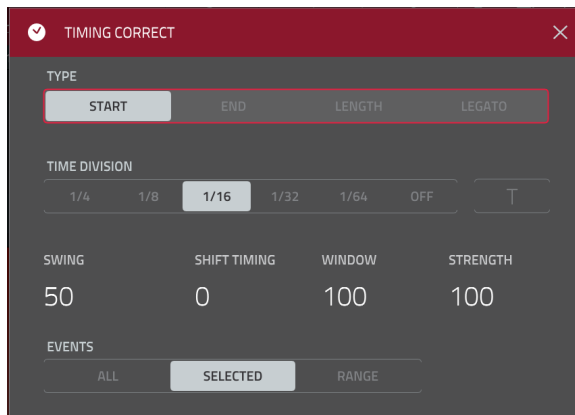 TIMING CORRECT
TYPE
START END LENGTH LEGATO
TIME DIVISION
1/4 1/8 1/16 1/32 1/64 OFF T
SWING SHIFT TIMING WINDOW STRENGTH
50 0 100 100
EVENTS
ALL SELECTED RANGE